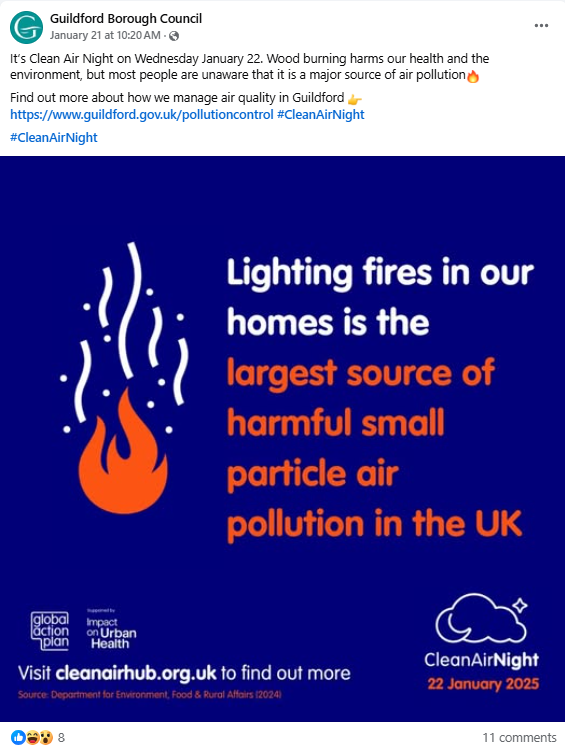 Guildford Borough Council
January 21 at 10:20 AM ·
It's Clean Air Night on Wednesday January 22. Wood burning harms our health and the
environment, but most people are unaware that it is a major source of air pollution🔥
Find out more about how we manage air quality in Guildford 👉
https://www.guildford.gov.uk/pollutioncontrol #CleanAirNight
#CleanAirNight
Lighting fires in our
homes is the
largest source of
harmful small
particle air
pollution in the UK
global
action
plan
Supported by
Impact
on Urban
Health
CleanAirNight
22 January 2025
Visit cleanairhub.org.uk to find out more
Source: Department for Environment, Food & Rural Affairs (2024)
8
11 comments